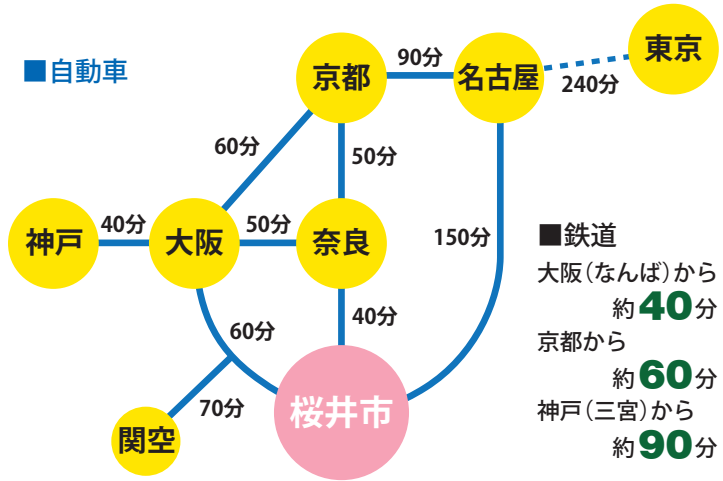 ■自動車
京都
90分
名古屋
東京
240分
60分
50分
神戸
40分
大阪
50分
奈良
150分
60分
40分
70分
関空
桜井市
■鉄道
大阪（なんば）から
約40分
京都から
約60分
神戸（三宮）から
約90分